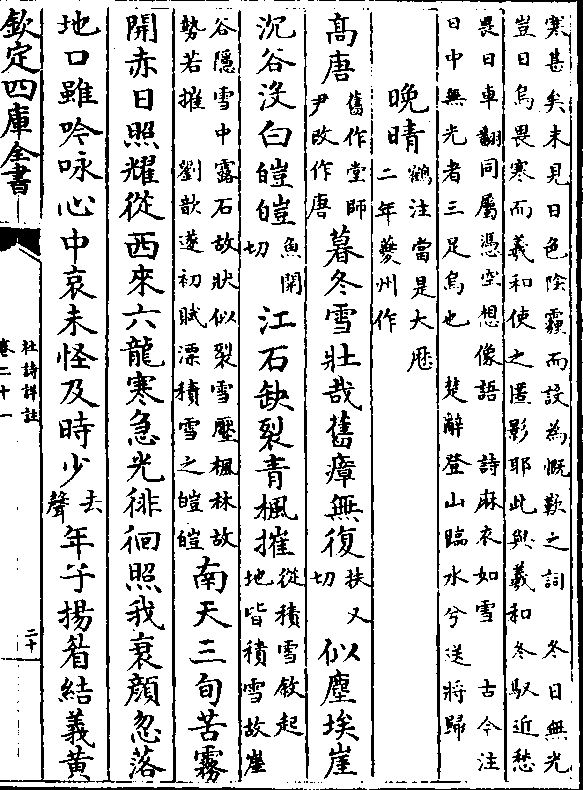 寒甚矣未見日色陰霾而設為慨歎之詞　冬日無光
豈日烏畏寒而羲和使之匿影耶此與羲和冬馭近愁
畏日車翻同屬憑空想像語　詩麻衣如雪　古今注
日中無光者三足烏也　楚辭登山臨水兮送將歸
晩晴鶴注當是大厯
二年夔州作
高唐舊作堂師
尹改作唐暮冬雪壯哉舊瘴無復扶又
切似塵埃崖
沉谷没白皚皚魚開
切江石缺裂青楓摧從積雪敘起
地皆積雪故崖
谷隱雪中露石故狀似裂雪壓楓林故
勢若摧　劉歆遂初賦漂積雪之皚皚南天三旬苦霧
開赤日照耀從西來六龍寒急光徘徊照我衰顔忽落
地口雖吟咏心中哀未怪及時少去
聲年子揚眉結義黃
欽定四庫全書
杜詩詳註
卷二十一
二十